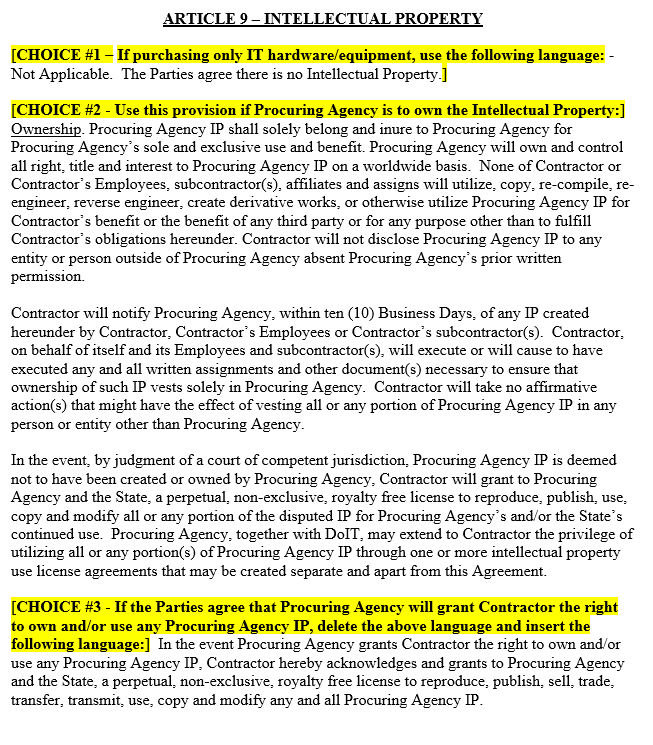 ARTICLE 9 – INTELLECTUAL PROPERTY
[CHOICE #1 – If purchasing only IT hardware/equipment, use the following language: -
Not Applicable.  The Parties agree there is no Intellectual Property.]
[CHOICE #2 - Use this provision if Procuring Agency is to own the Intellectual Property:]
Ownership. Procuring Agency IP shall solely belong and inure to Procuring Agency for
Procuring Agency's sole and exclusive use and benefit. Procuring Agency will own and control
all right, title and interest to Procuring Agency IP on a worldwide basis.  None of Contractor or
Contractor's Employees, subcontractor(s), affiliates and assigns will utilize, copy, re-compile, re-
engineer, reverse engineer, create derivative works, or otherwise utilize Procuring Agency IP for
Contractor's benefit or the benefit of any third party or for any purpose other than to fulfill
Contractor's obligations hereunder. Contractor will not disclose Procuring Agency IP to any
entity or person outside of Procuring Agency absent Procuring Agency's prior written
permission.
Contractor will notify Procuring Agency, within ten (10) Business Days, of any IP created
hereunder by Contractor, Contractor's Employees or Contractor's subcontractor(s).  Contractor,
on behalf of itself and its Employees and subcontractor(s), will execute or will cause to have
executed any and all written assignments and other document(s) necessary to ensure that
ownership of such IP vests solely in Procuring Agency.  Contractor will take no affirmative
action(s) that might have the effect of vesting all or any portion of Procuring Agency IP in any
person or entity other than Procuring Agency.
In the event, by judgment of a court of competent jurisdiction, Procuring Agency IP is deemed
not to have been created or owned by Procuring Agency, Contractor will grant to Procuring
Agency and the State, a perpetual, non-exclusive, royalty free license to reproduce, publish, use,
copy and modify all or any portion of the disputed IP for Procuring Agency's and/or the State's
continued use.  Procuring Agency, together with DoIT, may extend to Contractor the privilege of
utilizing all or any portion(s) of Procuring Agency IP through one or more intellectual property
use license agreements that may be created separate and apart from this Agreement.
[CHOICE #3 - If the Parties agree that Procuring Agency will grant Contractor the right
to own and/or use any Procuring Agency IP, delete the above language and insert the
following language:]  In the event Procuring Agency grants Contractor the right to own and/or
use any Procuring Agency IP, Contractor hereby acknowledges and grants to Procuring Agency
and the State, a perpetual, non-exclusive, royalty free license to reproduce, publish, sell, trade,
transfer, transmit, use, copy and modify any and all Procuring Agency IP.